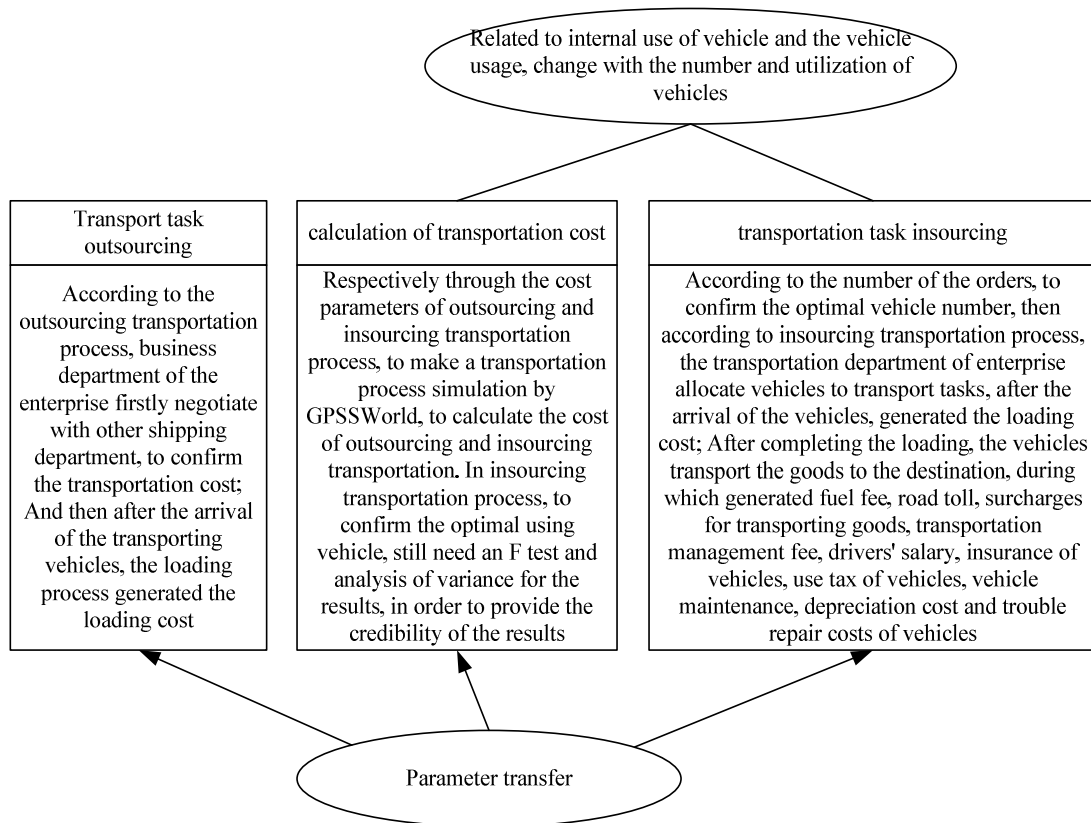 Related to internal use of vehicle and the vehicle
usage, change with the number and utilization of
vehicles
Transport task
outsourcing
According to the
outsourcing transportation
process, business
department of the
enterprise firstly negotiate
with other shipping
department, to confirm
the transportation cost;
And then after the arrival
of the transporting
vehicles, the loading
process generated the
loading cost
calculation of transportation cost
Respectively through the cost
parameters of outsourcing and
insourcing transportation
process, to make a transportation
process simulation by
GPSSWorld, to calculate the cost
of outsourcing and insourcing
transportation. In insourcing
transportation process, to
confirm the optimal using
vehicle, still need an F test and
analysis of variance for the
results, in order to provide the
credibility of the results
transportation task insourcing
According to the number of the orders, to
confirm the optimal vehicle number, then
according to insourcing transportation process,
the transportation department of enterprise
allocate vehicles to transport tasks, after the
arrival of the vehicles, generated the loading
cost; After completing the loading, the vehicles
transport the goods to the destination, during
which generated fuel fee, road toll, surcharges
for transporting goods, transportation
management fee, drivers' salary, insurance of
vehicles, use tax of vehicles, vehicle
maintenance, depreciation cost and trouble
repair costs of vehicles
Parameter transfer